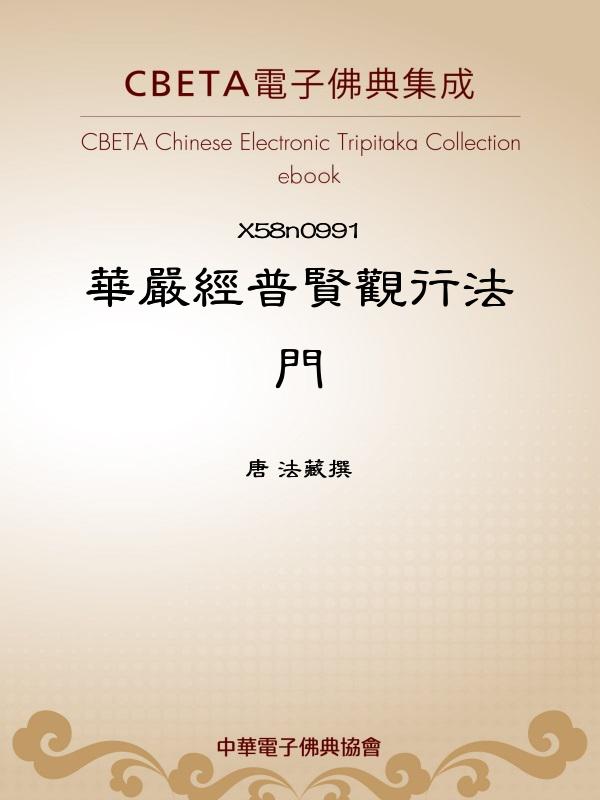 CBETA電子佛典集成
CBETA Chinese Electronic Tripitaka Collection
ebook
X58n0991
華嚴經普賢觀行法
門
唐 法藏撰
中華電子佛典協會